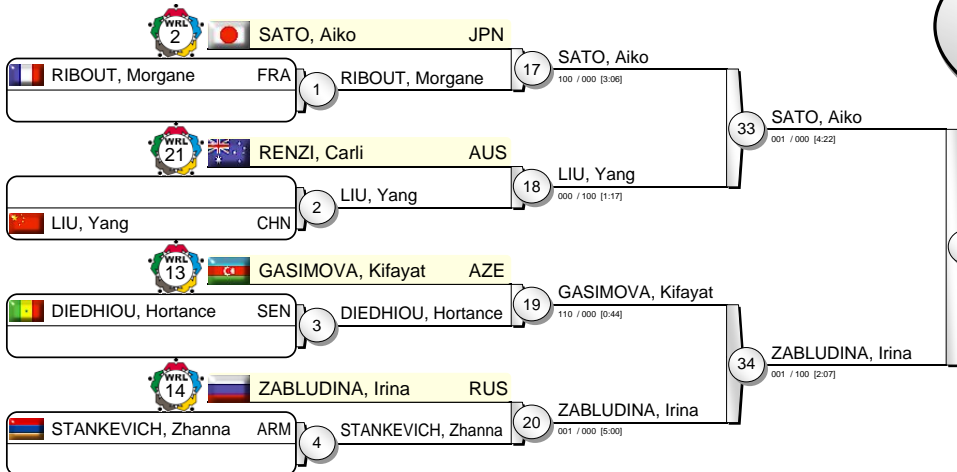 WRL 2 SATO, Aiko JPN
RIBOUT, Morgane FRA
1 RIBOUT, Morgane
17 SATO, Aiko
100 / 000 [3:06]
WRL 21 RENZI, Carli AUS
LIU, Yang CHN
2 LIU, Yang
18 LIU, Yang
000 / 100 [1:17]
33 SATO, Aiko
001 / 000 [4:22]
WRL 13 GASIMOVA, Kifayat AZE
DIEDHIOU, Hortance SEN
3 DIEDHIOU, Hortance
19 GASIMOVA, Kifayat
110 / 000 [0:44]
WRL 14 ZABLUDINA, Irina RUS
STANKEVICH, Zhanna ARM
4 STANKEVICH, Zhanna
20 ZABLUDINA, Irina
001 / 000 [5:00]
34 ZABLUDINA, Irina
001 / 100 [2:07]